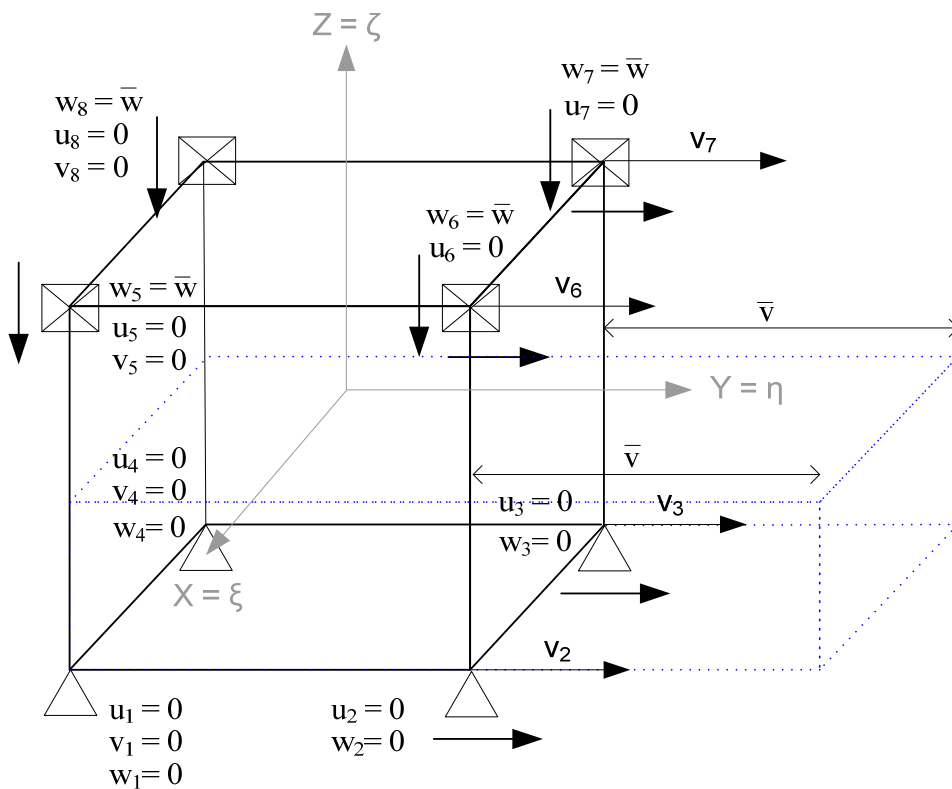 Z = ζ
w₇ = w̅
u₇ = 0
w₈ = w̅
u₈ = 0
v₈ = 0
v₇
w₆ = w̅
u₆ = 0
w₅ = w̅
u₅ = 0
v₅ = 0
v₆
v̅
Y = η
v̅
u₄ = 0
v₄ = 0
w₄= 0
u₃ = 0
w₃= 0
v₃
X = ξ
v₂
u₁ = 0
v₁ = 0
w₁= 0
u₂ = 0
w₂= 0